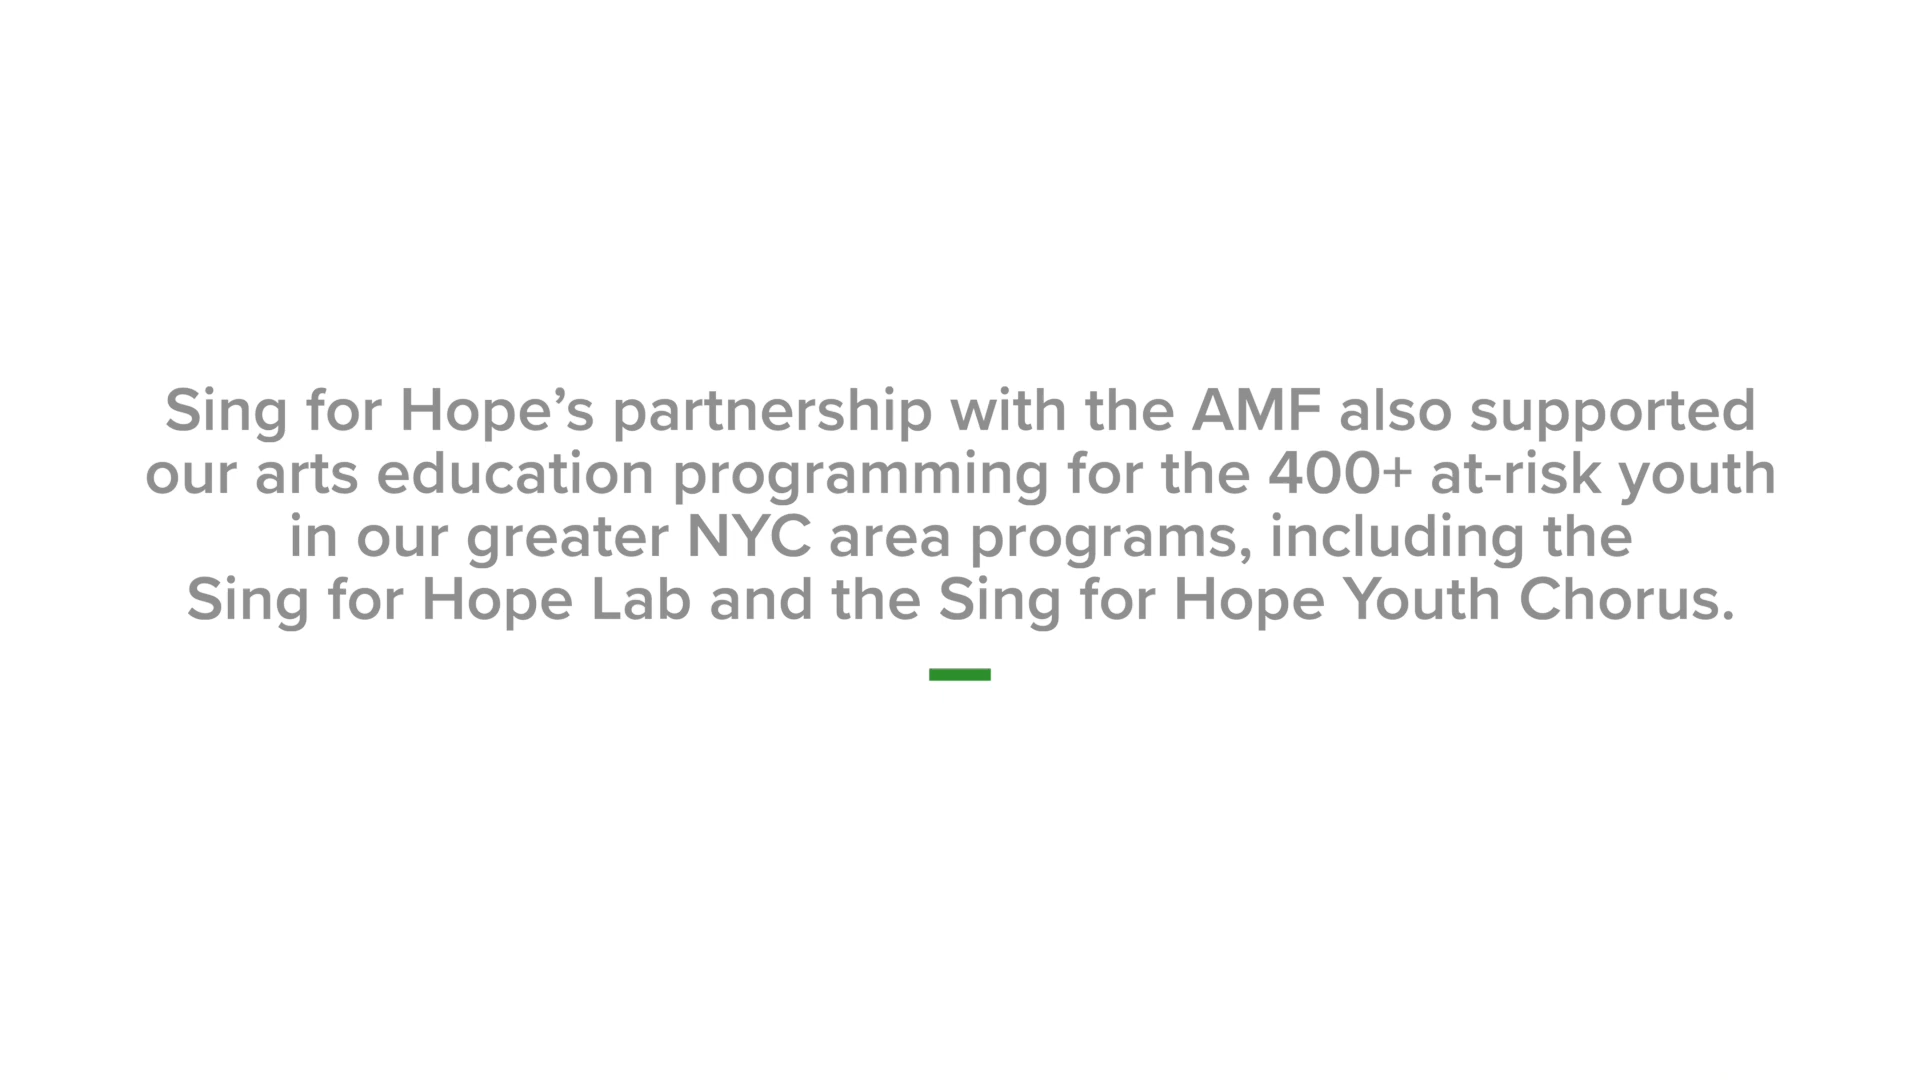 Sing for Hope’s partnership with the AMF also supported
our arts education programming for the 400+ at-risk youth
in our greater NYC area programs, including the
Sing for Hope Lab and the Sing for Hope Youth Chorus.